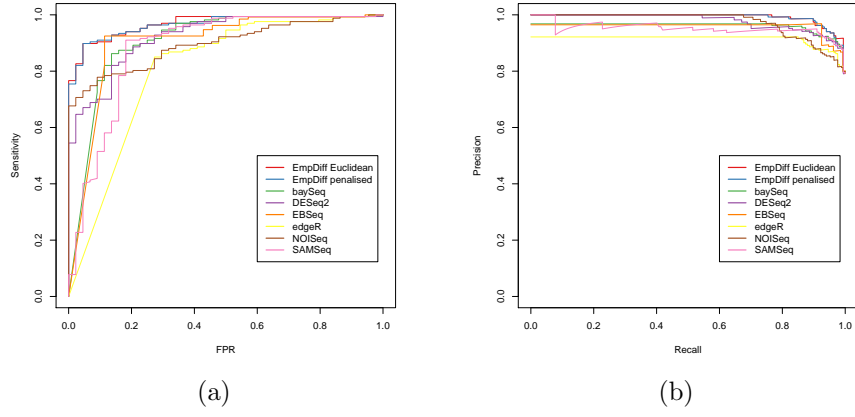 Sensitivity
1.0
0.8
0.6
0.4
0.2
0.0
EmpDiff Euclidean
EmpDiff penalised
baySeq
DESeq2
EBSeq
edgeR
NOISeq
SAMSeq
0.0 0.2 0.4 0.6 0.8 1.0
FPR
(a)
Precision
1.0
0.8
0.6
0.4
0.2
0.0
EmpDiff Euclidean
EmpDiff penalised
baySeq
DESeq2
EBSeq
edgeR
NOISeq
SAMSeq
0.0 0.2 0.4 0.6 0.8 1.0
Recall
(b)